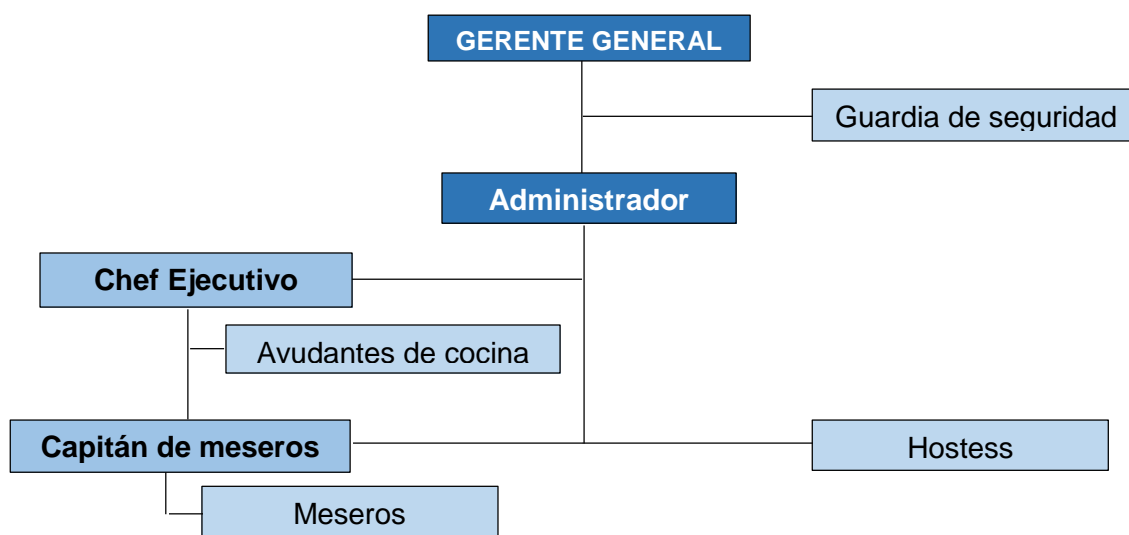 GERENTE GENERAL
Guardia de seguridad
Administrador
Chef Ejecutivo
Ayudantes de cocina
Capitán de meseros
Hostess
Meseros